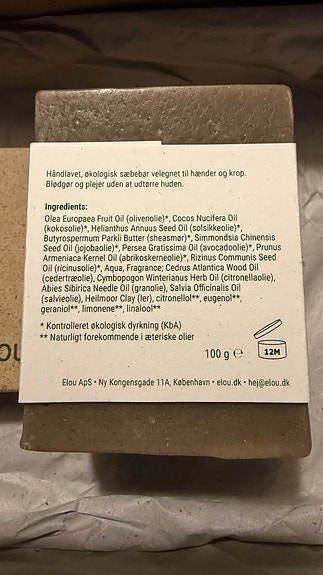 Håndlavet, økologisk sæbebar velegnet til hænder og krop.
Blødgør og plejer uden at udtørre huden.
Ingredients:
Olea Europaea Fruit Oil (olivenolie)*, Cocos Nucifera Oil
(kokosolie)*, Helianthus Annuus Seed Oil (solsikkeolie)*,
Butyrospermum Parkii Butter (sheasmør)*, Simmondsia Chinensis
Seed Oil (jojobaolie)*, Persea Gratissima Oil (avocadoolie)*, Prunus
Armeniaca Kernel Oil (abrikoskerneolie)*, Rizinus Communis Seed
Oil (ricinusolie)*, Aqua, Fragrance; Cedrus Atlantica Wood Oil
(cedertræolie), Cymbopogon Winterianus Herb Oil (citronellaolie),
Abies Sibirica Needle Oil (granolie), Salvia Officinalis Oil
(salvieolie), Heilmoor Clay (ler), citronellol**, eugenol**,
geraniol**, limonene**, linalool**
* Kontrolleret økologisk dyrkning (KbA)
** Naturligt forekommende i æteriske olier
100 g ℮
12M
Elou ApS • Ny Kongensgade 11A, København • elou.dk • hej@elou.dk